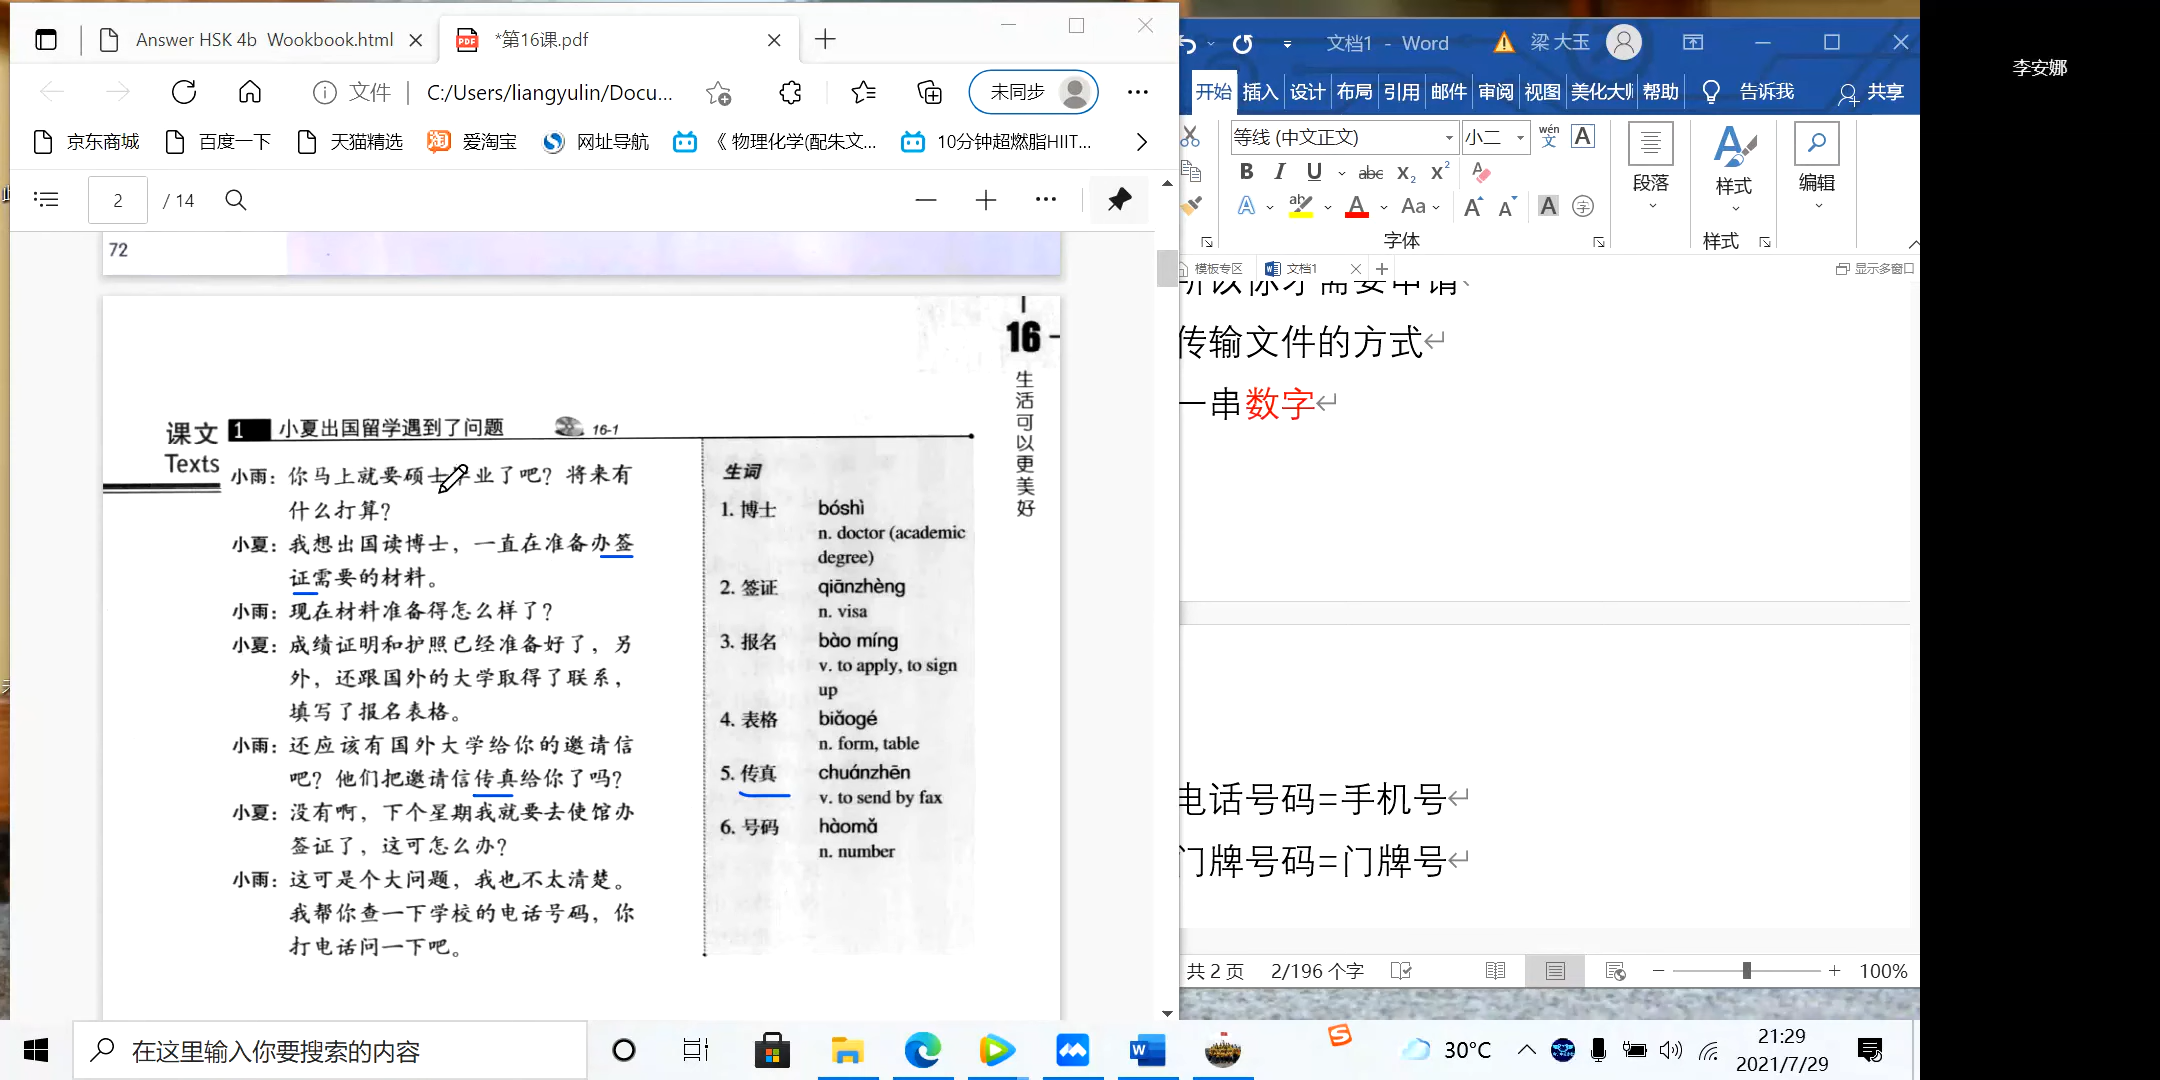 Answer HSK 4b Wookbook.html
*第16课.pdf
文件
C:/Users/liangyulin/Docu...
未同步
京东商城
百度一下
天猫精选
爱淘宝
网址导航
《 物理化学(配朱文...
10分钟超燃脂HIIT...
2 / 14
72
16
生活可以更美好
课文 1 小夏出国留学遇到了问题 16-1
Texts
小雨：你马上就要硕士毕业了吧？将来有
什么打算？
小夏：我想出国读博士，一直在准备办签
证需要的材料。
小雨：现在材料准备得怎么样了？
小夏：成绩证明和护照已经准备好了，另
外，还跟国外的大学取得了联系，
填写了报名表格。
小雨：还应该有国外大学给你的邀请信
吧？他们把邀请信传真给你了吗？
小夏：没有啊，下个星期我就要去使馆办
签证了，这可怎么办？
小雨：这可是个大问题，我也不太清楚。
我帮你查一下学校的电话号码，你
打电话问一下吧。
生词
1. 博士 bóshì
n. doctor (academic
degree)
2. 签证 qiānzhèng
n. visa
3. 报名 bào míng
v. to apply, to sign
up
4. 表格 biǎogé
n. form, table
5. 传真 chuánzhēn
v. to send by fax
6. 号码 hàomǎ
n. number
文档1 - Word
梁 大玉
开始 插入 设计 布局 引用 邮件 审阅 视图 美化大师 帮助 告诉我 共享
等线 (中文正文) 小二 wén 文 A
B I U abc X₂ X² A
A ab A Aa A A A 字
字体
段落
样式
样式
编辑
模板专区 文档1 显示多窗口
所以你才需要申请
传输文件的方式
一串数字
电话号码=手机号
门牌号码=门牌号
共 2 页 2/196 个字 100%
李安娜
在这里输入你要搜索的内容
30°C
21:29
2021/7/29